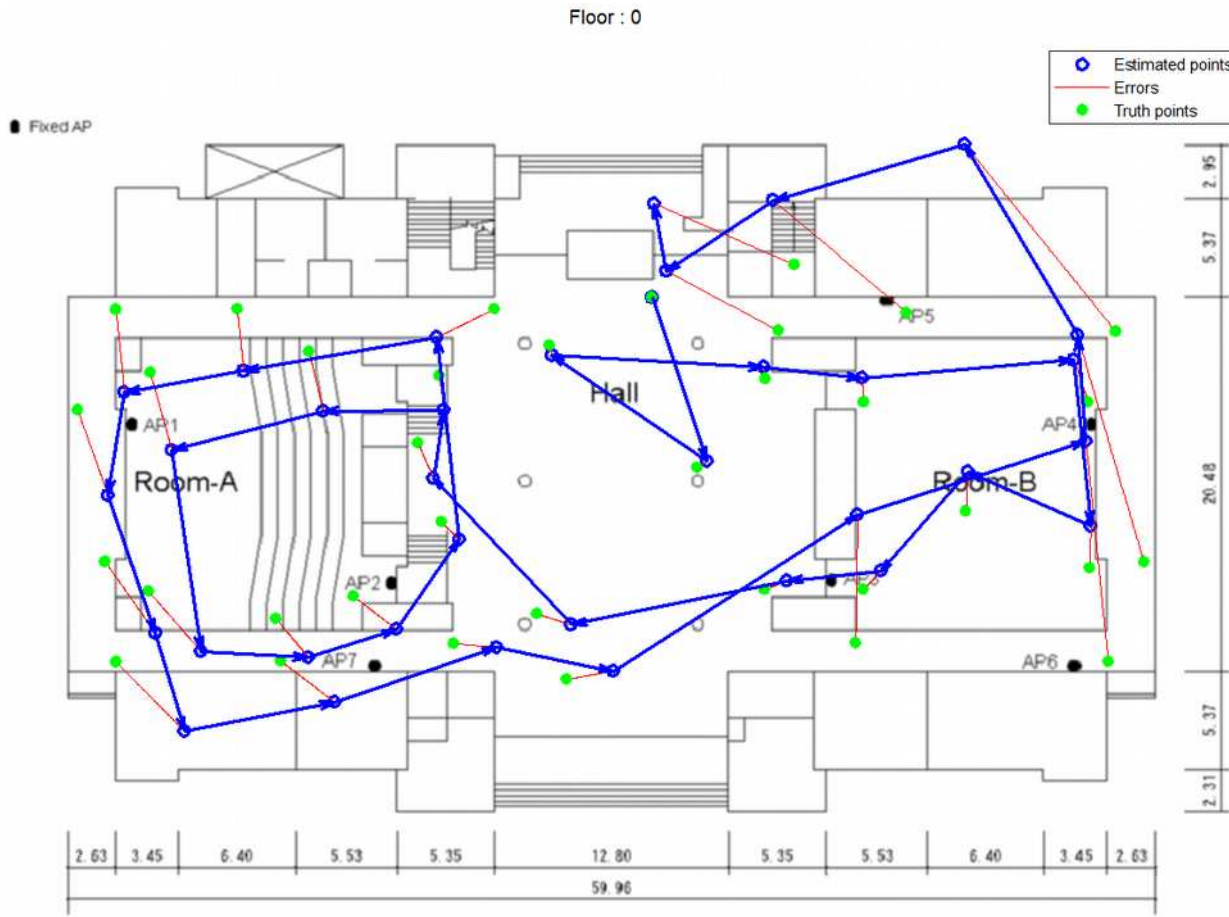 Floor : 0
Estimated points
Errors
Truth points
Fixed AP
2.95
5.37
AP5
Hall
AP1
AP4
Room-A
Room-B
20.48
AP2
AP3
AP7
AP6
5.37
2.31
2.63 3.45 6.40 5.53 5.35 12.80 5.35 5.53 6.40 3.45 2.63
59.96